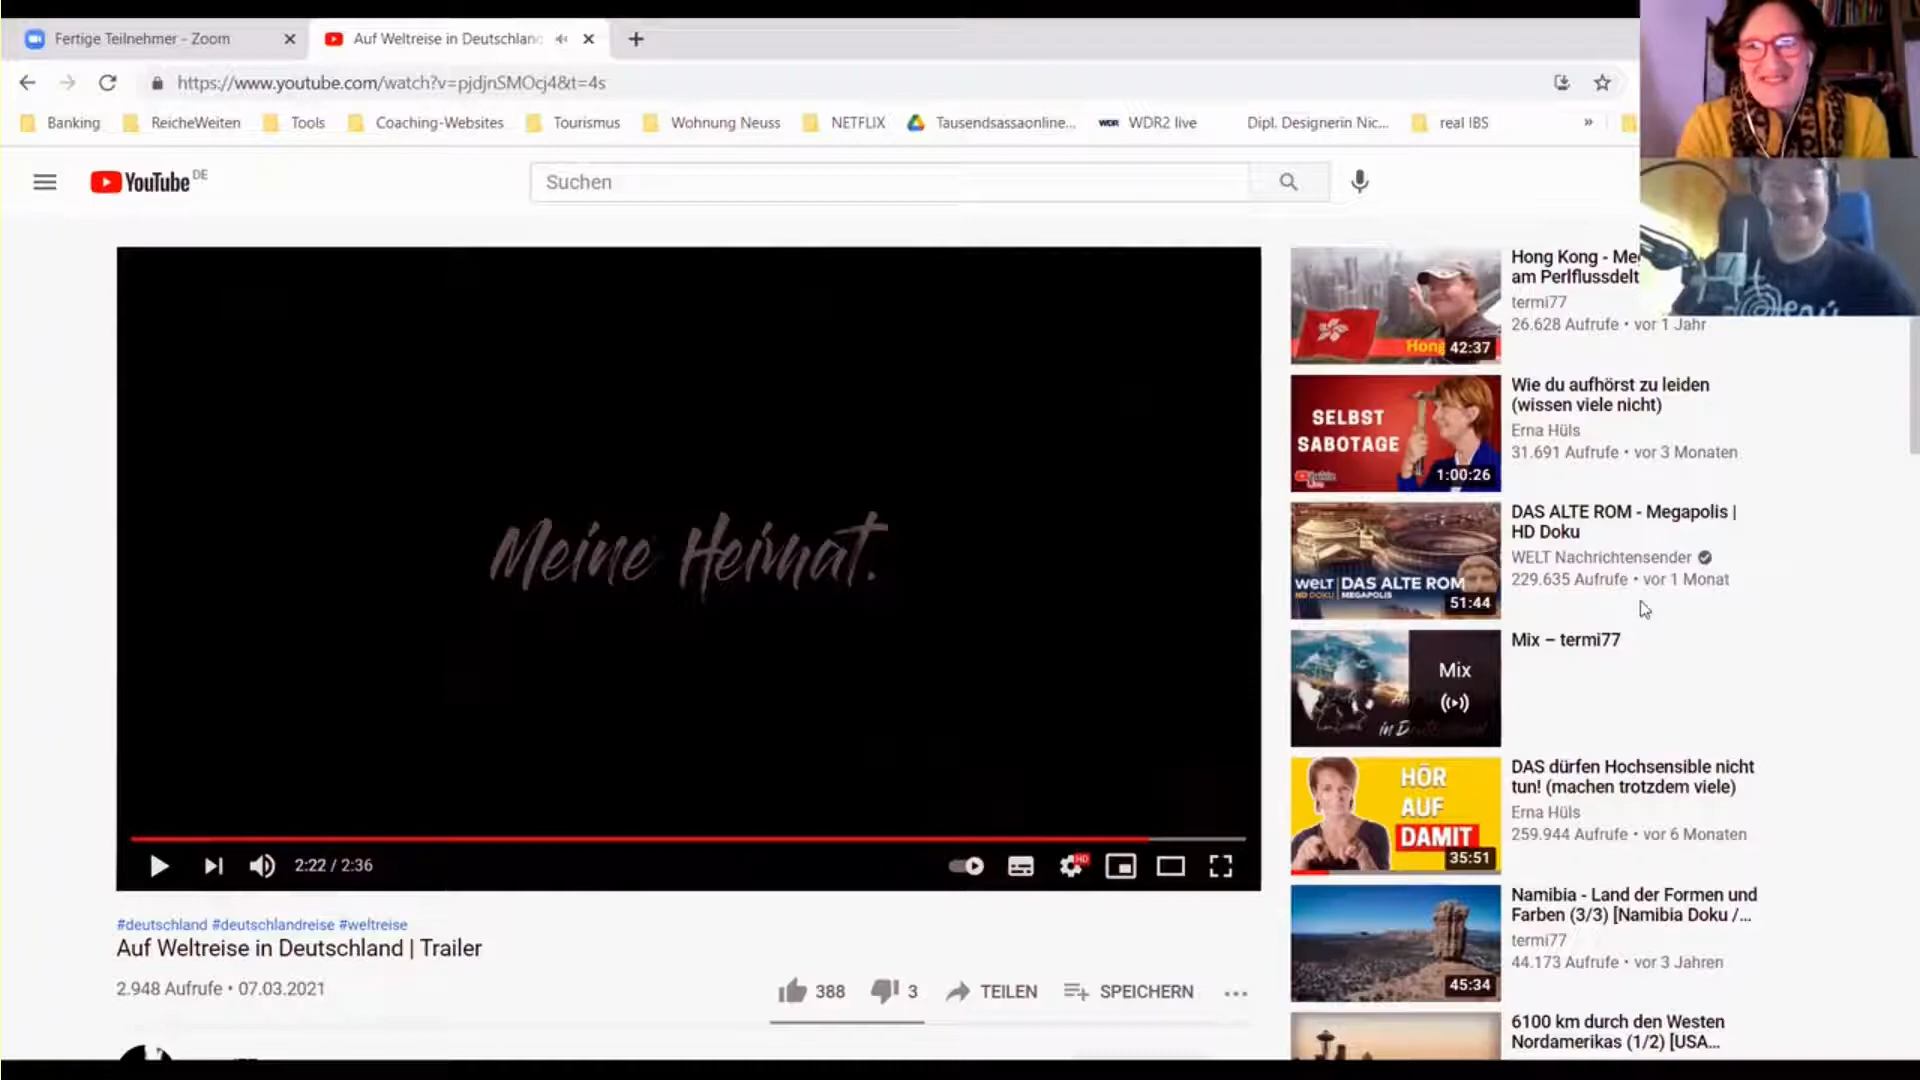 Fertige Teilnehmer - Zoom
Auf Weltreise in Deutschland
https://www.youtube.com/watch?v=pjdjnSMOcj4&t=4s
Banking
ReicheWeiten
Tools
Coaching-Websites
Tourismus
Wohnung Neuss
NETFLIX
Tausendsassaonline...
WDR
WDR2 live
Dipl. Designerin Nic...
real IBS
»
YouTube DE
Suchen
Meine Heimat.
2:22 / 2:36
HD
#deutschland #deutschlandreise #weltreise
Auf Weltreise in Deutschland | Trailer
2.948 Aufrufe • 07.03.2021
388
3
TEILEN
SPEICHERN
Hong
42:37
Hong Kong - Me
am Perlflussdelt
termi77
26.628 Aufrufe • vor 1 Jahr
SELBST
SABOTAGE
1:00:26
Wie du aufhörst zu leiden
(wissen viele nicht)
Erna Hüls
31.691 Aufrufe • vor 3 Monaten
WELT DAS ALTE ROM
HD DOKU MEGAPOLIS
51:44
DAS ALTE ROM - Megapolis |
HD Doku
WELT Nachrichtensender
229.635 Aufrufe • vor 1 Monat
Mix
Mix – termi77
HÖR
AUF
DAMIT
35:51
DAS dürfen Hochsensible nicht
tun! (machen trotzdem viele)
Erna Hüls
259.944 Aufrufe • vor 6 Monaten
45:34
Namibia - Land der Formen und
Farben (3/3) [Namibia Doku /...
termi77
44.173 Aufrufe • vor 3 Jahren
6100 km durch den Westen
Nordamerikas (1/2) [USA...